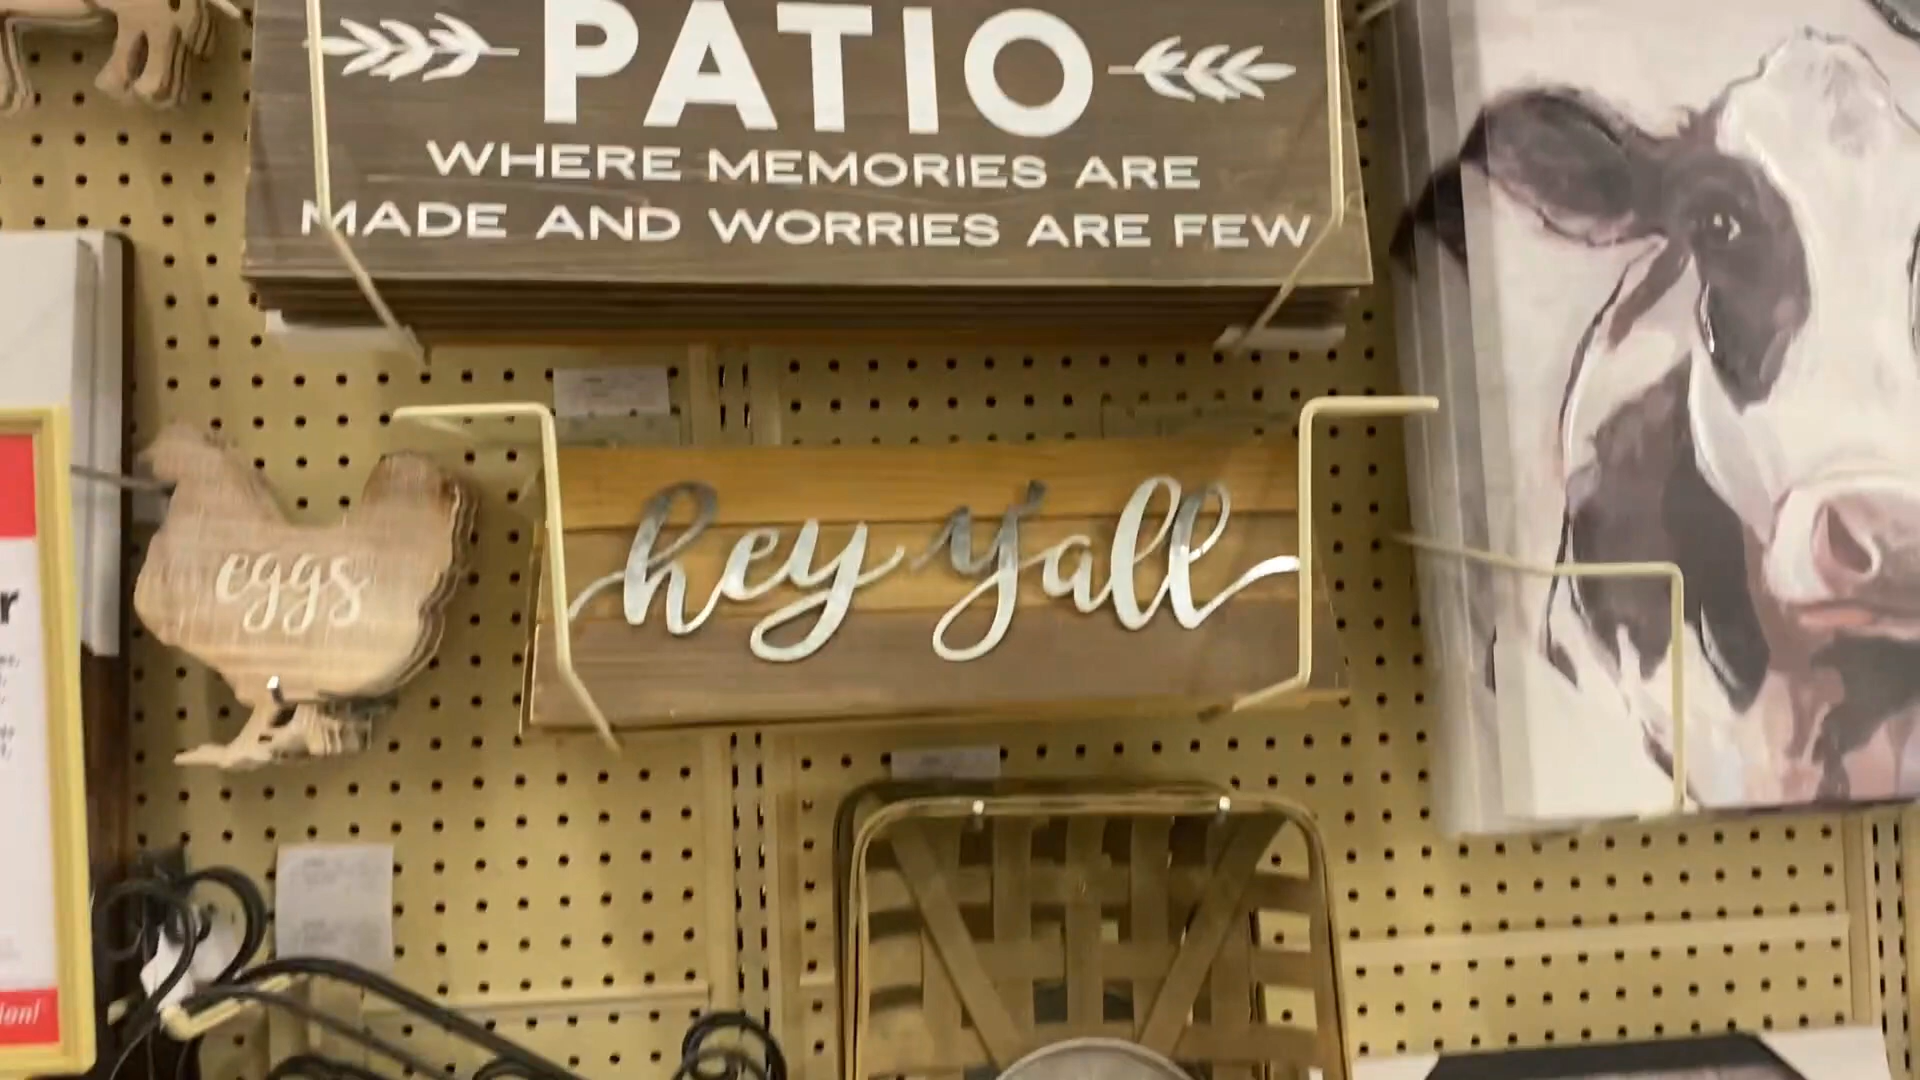 PATIO
WHERE MEMORIES ARE
MADE AND WORRIES ARE FEW
hey y'all
eggs